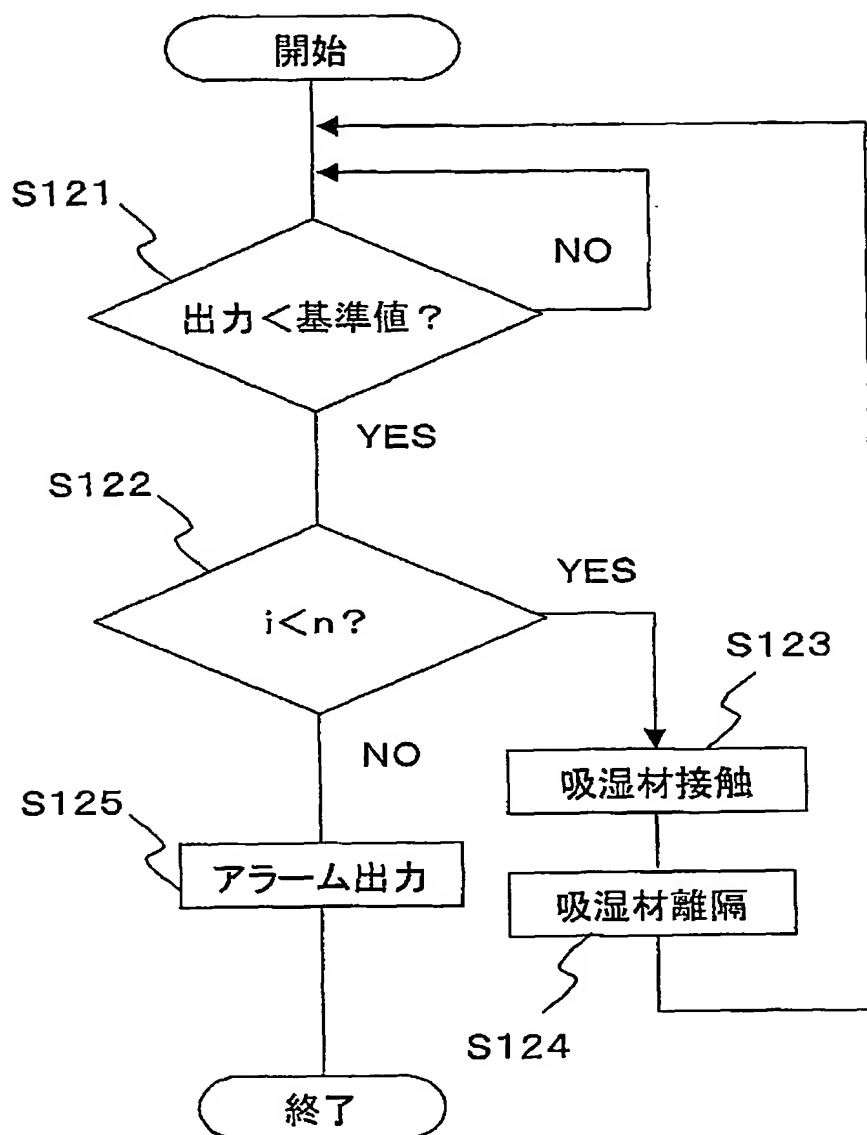 開始
S121
NO
出力<基準値?
YES
S122
YES
i<n?
S123
NO
吸湿材接触
S125
アラーム出力
吸湿材離隔
S124
終了